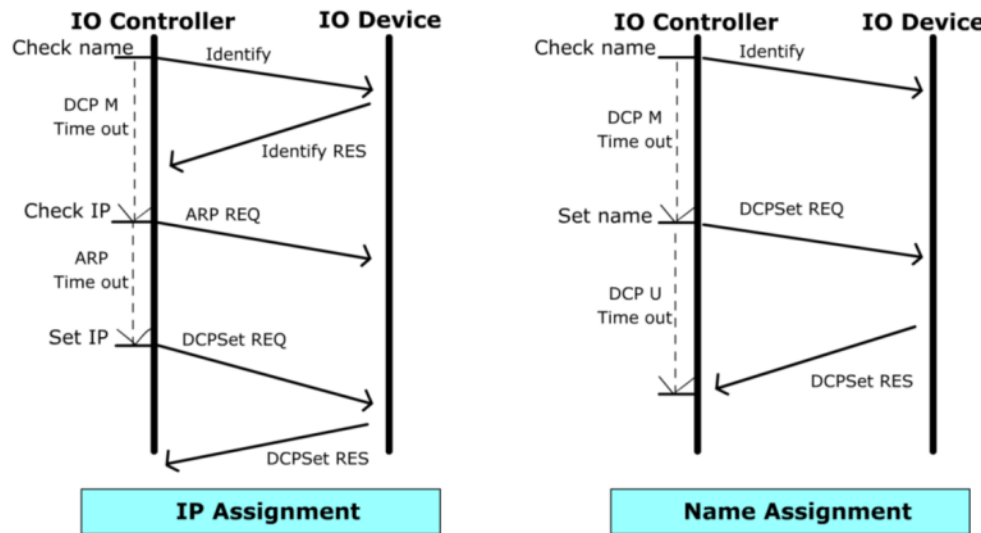 IO Controller
IO Device
Check name
Identify
DCP M
Time out
Identify RES
Check IP
ARP REQ
ARP
Time out
Set IP
DCPSet REQ
DCPSet RES
IP Assignment
IO Controller
IO Device
Check name
Identify
DCP M
Time out
Set name
DCPSet REQ
DCP U
Time out
DCPSet RES
Name Assignment